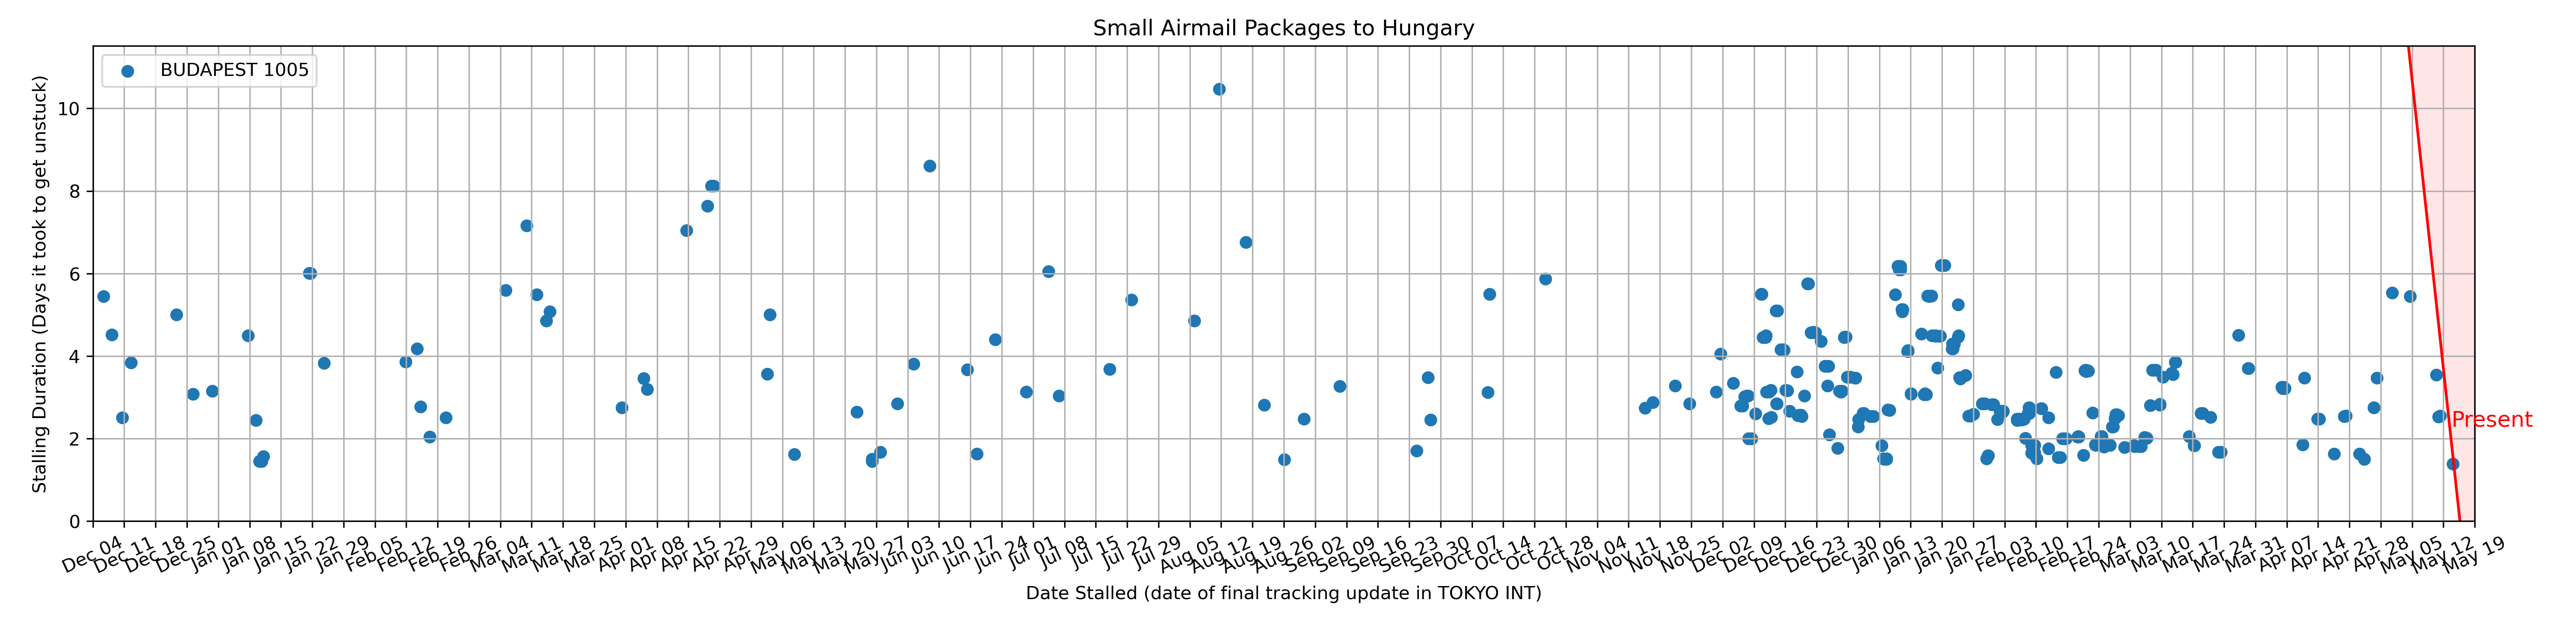 Small Airmail Packages to Hungary
BUDAPEST 1005
Stalling Duration (Days it took to get unstuck)
10
8
6
4
2
0
Present
Dec 04 Dec 11 Dec 18 Dec 25 Jan 01 Jan 08 Jan 15 Jan 22 Jan 29 Feb 05 Feb 12 Feb 19 Feb 26 Mar 04 Mar 11 Mar 18 Mar 25 Apr 01 Apr 08 Apr 15 Apr 22 Apr 29 May 06 May 13 May 20 May 27 Jun 03 Jun 10 Jun 17 Jun 24 Jul 01 Jul 08 Jul 15 Jul 22 Jul 29 Aug 05 Aug 12 Aug 19 Aug 26 Sep 02 Sep 09 Sep 16 Sep 23 Sep 30 Oct 07 Oct 14 Oct 21 Oct 28 Nov 04 Nov 11 Nov 18 Nov 25 Dec 02 Dec 09 Dec 16 Dec 23 Dec 30 Jan 06 Jan 13 Jan 20 Jan 27 Feb 03 Feb 10 Feb 17 Feb 24 Mar 03 Mar 10 Mar 17 Mar 24 Mar 31 Apr 07 Apr 14 Apr 21 Apr 28 May 05 May 12 May 19
Date Stalled (date of final tracking update in TOKYO INT)